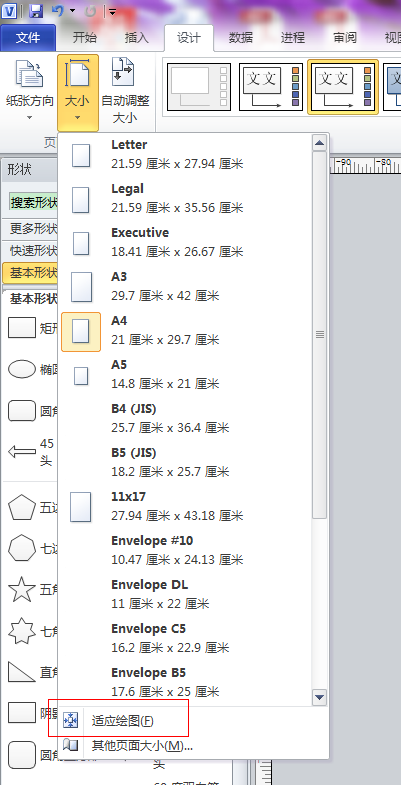 文件 开始 插入 设计 数据 进程 审阅
纸张方向 大小 自动调整
大小
文文 文文
形状
搜索形状
更多形状
快速形状
基本形状
基本形状
矩形
椭圆
圆角
45
头
五边
七边
五角
七角
直角
Letter
21.59 厘米 x 27.94 厘米
Legal
21.59 厘米 x 35.56 厘米
Executive
18.41 厘米 x 26.67 厘米
A3
29.7 厘米 x 42 厘米
A4
21 厘米 x 29.7 厘米
A5
14.8 厘米 x 21 厘米
B4 (JIS)
25.7 厘米 x 36.4 厘米
B5 (JIS)
18.2 厘米 x 25.7 厘米
11x17
27.94 厘米 x 43.18 厘米
Envelope #10
10.47 厘米 x 24.13 厘米
Envelope DL
11 厘米 x 22 厘米
Envelope C5
16.2 厘米 x 22.9 厘米
Envelope B5
17.6 厘米 x 25 厘米
适应绘图(F)
其他页面大小(M)...
-90 -80